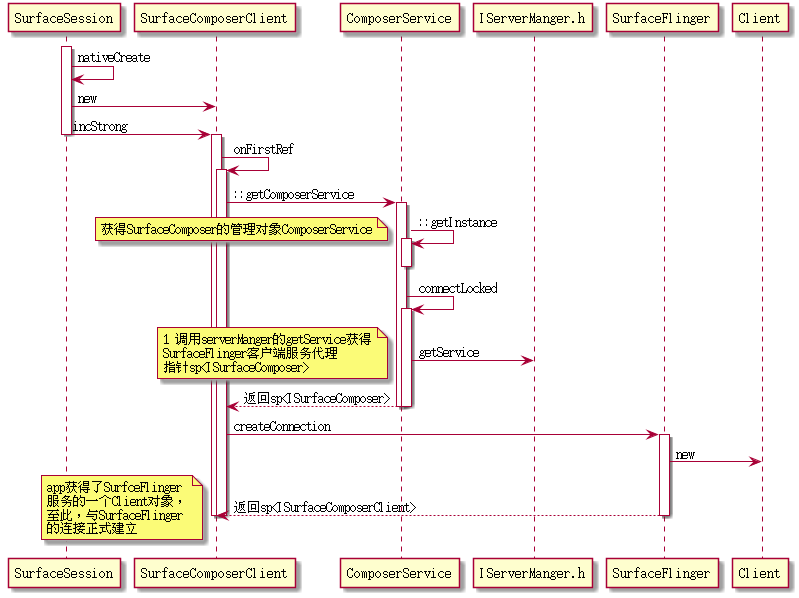 SurfaceSession
SurfaceComposerClient
ComposerService
IServerManger.h
SurfaceFlinger
Client
nativeCreate
new
incStrong
onFirstRef
::getComposerService
获得SurfaceComposer的管理对象ComposerService
::getInstance
connectLocked
1 调用serverManger的getService获得
SurfaceFlinger客户端服务代理
指针sp<ISurfaceComposer>
getService
返回sp<ISurfaceComposer>
createConnection
new
app获得了SurfceFlinger
服务的一个Client对象，
至此，与SurfaceFlinger
的连接正式建立
返回sp<ISurfaceComposerClient>
SurfaceSession
SurfaceComposerClient
ComposerService
IServerManger.h
SurfaceFlinger
Client